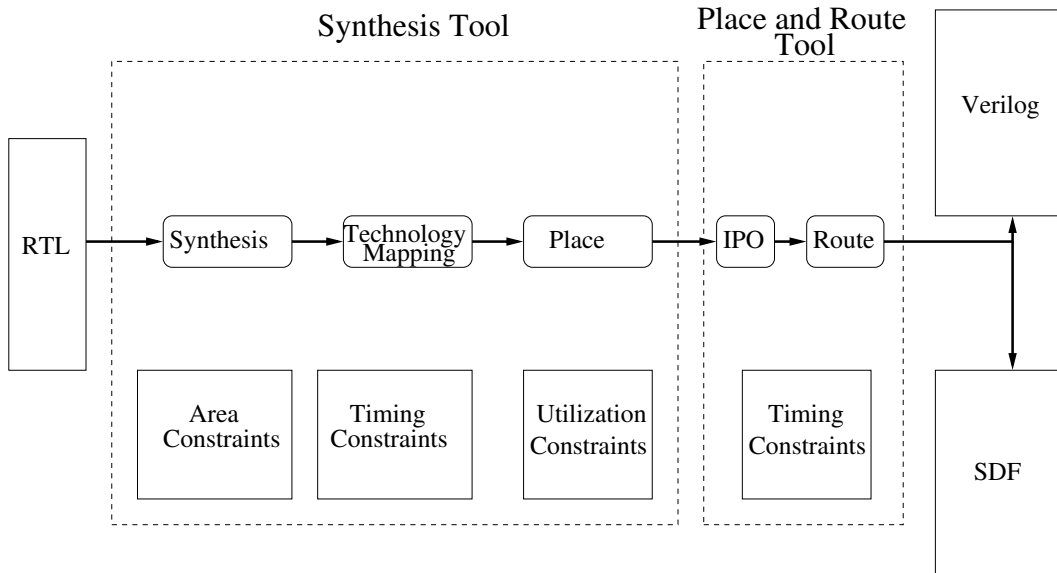 Synthesis Tool
Place and Route
Tool
Verilog
RTL
Synthesis
Technology
Mapping
Place
IPO
Route
Area
Constraints
Timing
Constraints
Utilization
Constraints
Timing
Constraints
SDF